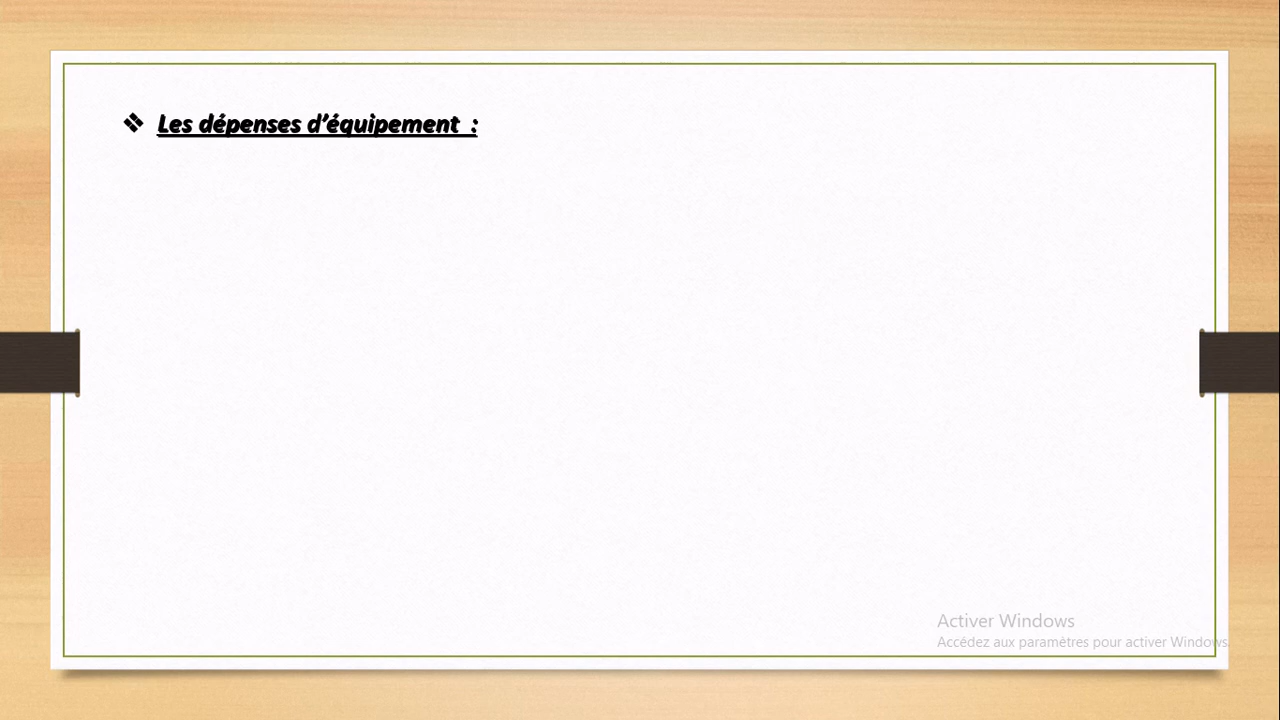 ❖ Les dépenses d’équipement :
Activer Windows
Accédez aux paramètres pour activer Windows